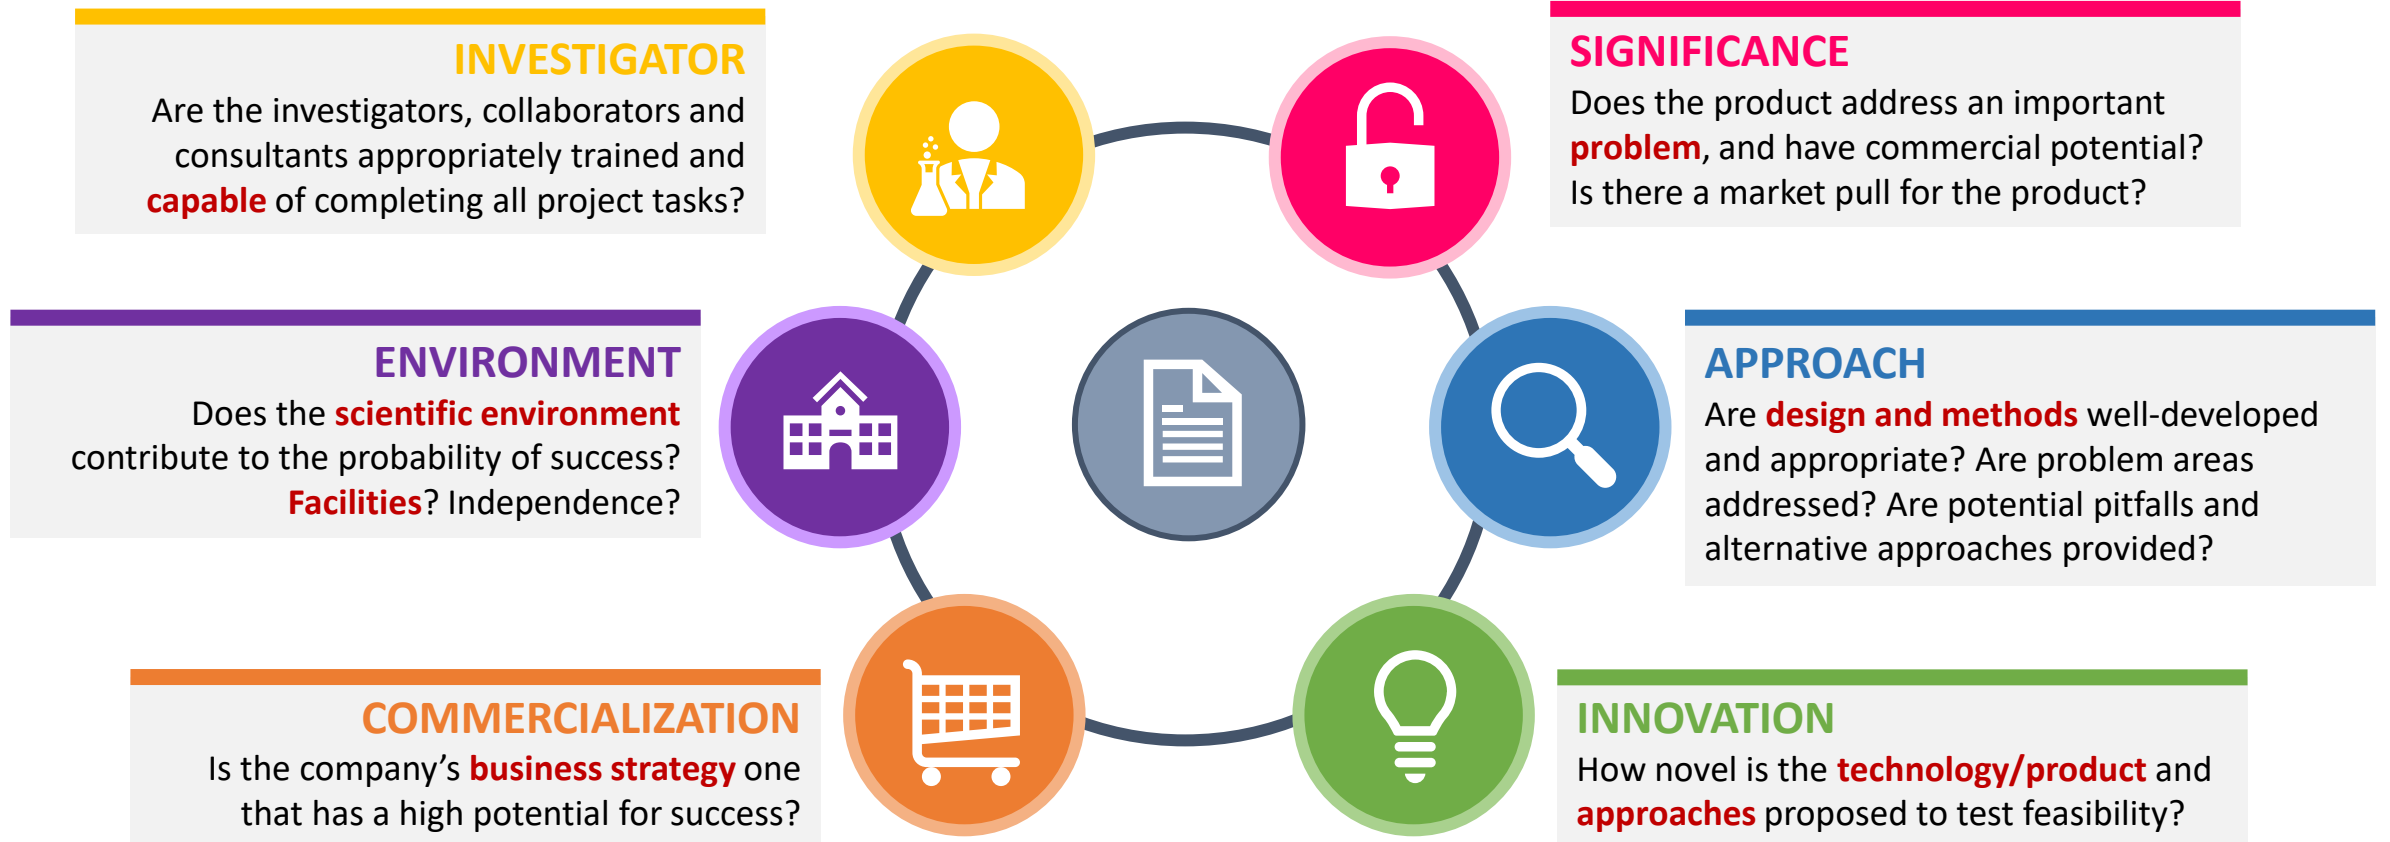 INVESTIGATOR
Are the investigators, collaborators and
consultants appropriately trained and
capable of completing all project tasks?
SIGNIFICANCE
Does the product address an important
problem, and have commercial potential?
Is there a market pull for the product?
ENVIRONMENT
Does the scientific environment
contribute to the probability of success?
Facilities? Independence?
APPROACH
Are design and methods well-developed
and appropriate? Are problem areas
addressed? Are potential pitfalls and
alternative approaches provided?
COMMERCIALIZATION
Is the company’s business strategy one
that has a high potential for success?
INNOVATION
How novel is the technology/product and
approaches proposed to test feasibility?